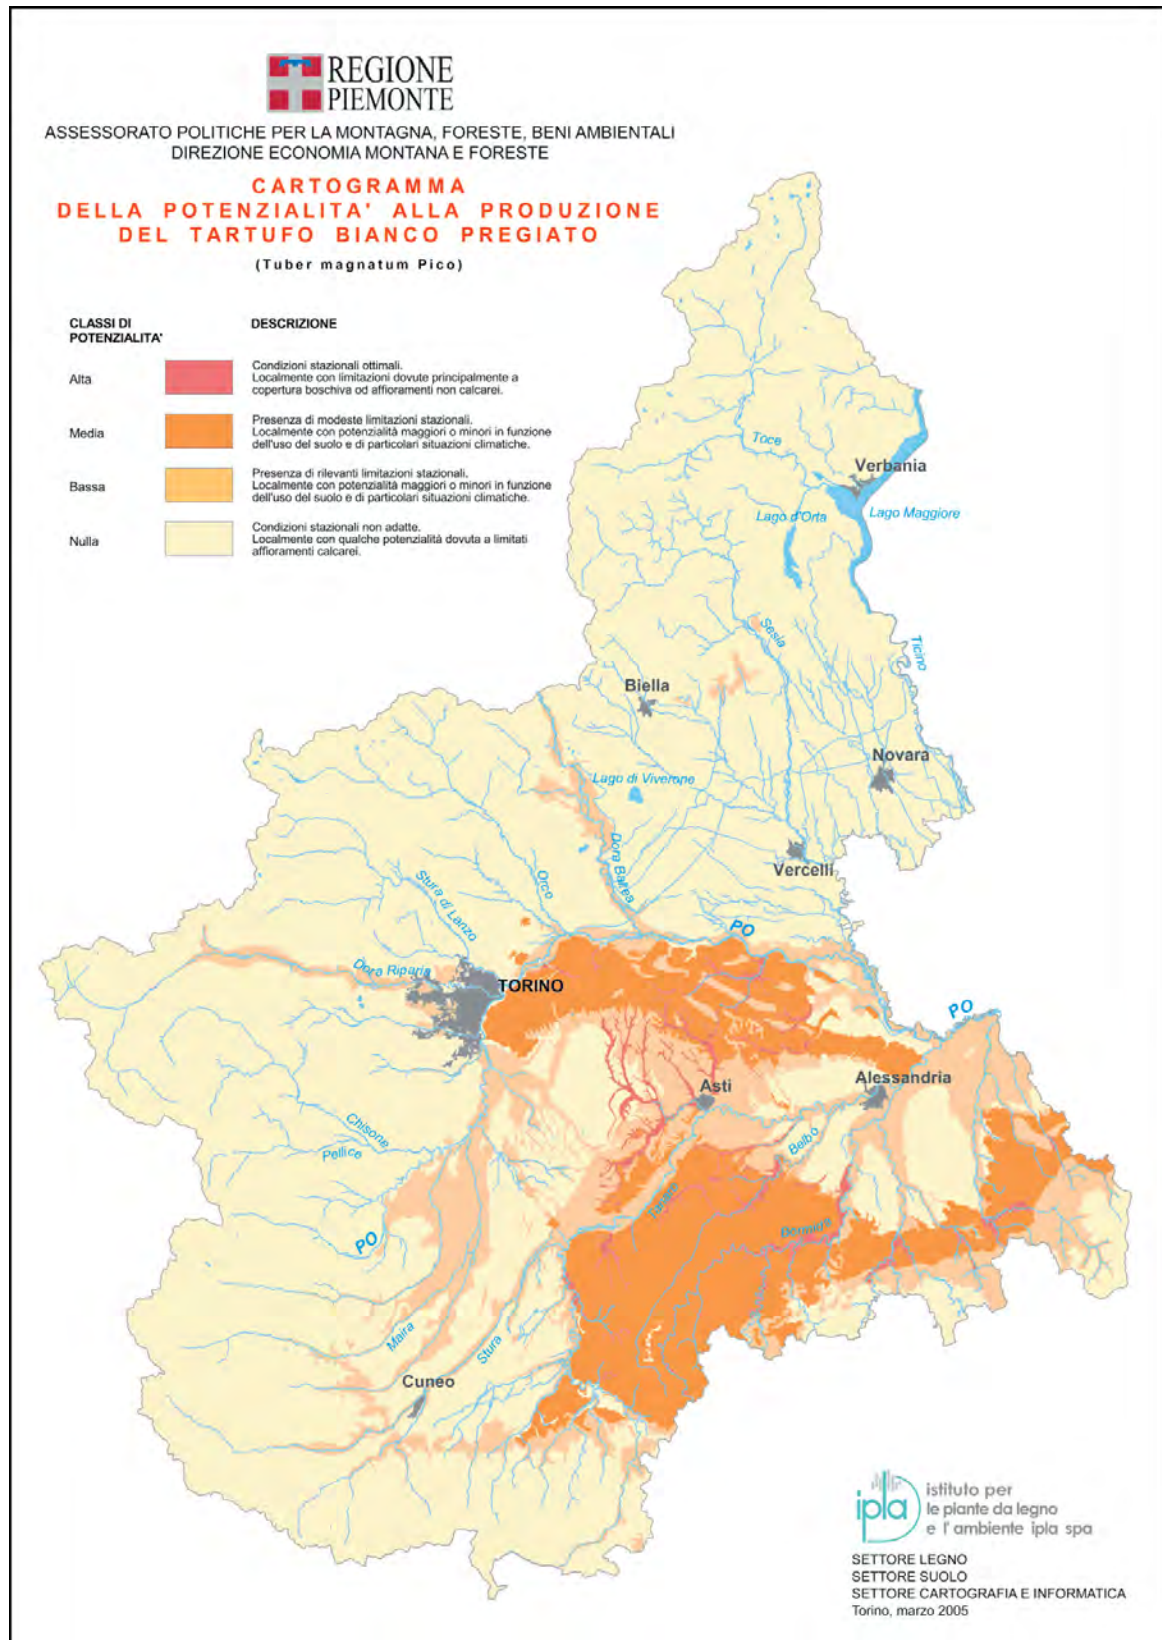 REGIONE
PIEMONTE
ASSESSORATO POLITICHE PER LA MONTAGNA, FORESTE, BENI AMBIENTALI
DIREZIONE ECONOMIA MONTANA E FORESTE
CARTOGRAMMA
DELLA POTENZIALITA' ALLA PRODUZIONE
DEL TARTUFO BIANCO PREGIATO
(Tuber magnatum Pico)
CLASSI DI
POTENZIALITA'
DESCRIZIONE
Alta
Condizioni stazionali ottimali.
Localmente con limitazioni dovute principalmente a
copertura boschiva od affioramenti non calcarei.
Media
Presenza di modeste limitazioni stazionali.
Localmente con potenzialità maggiori o minori in funzione
dell'uso del suolo e di particolari situazioni climatiche.
Bassa
Presenza di rilevanti limitazioni stazionali.
Localmente con potenzialità maggiori o minori in funzione
dell'uso del suolo e di particolari situazioni climatiche.
Nulla
Condizioni stazionali non adatte.
Localmente con qualche potenzialità dovuta a limitati
affioramenti calcarei.
Toce
Verbania
Lago d'Orta
Lago Maggiore
Sesia
Ticino
Biella
Novara
Lago di Viverone
Dora Baltea
Vercelli
Orco
Stura di Lanzo
PO
Dora Riparia
TORINO
PO
Asti
Alessandria
Chisone
Pellice
Belbo
Tanaro
Bormida
PO
Maira
Stura
Cuneo
ipla
istituto per
le piante da legno
e l'ambiente ipla spa
SETTORE LEGNO
SETTORE SUOLO
SETTORE CARTOGRAFIA E INFORMATICA
Torino, marzo 2005